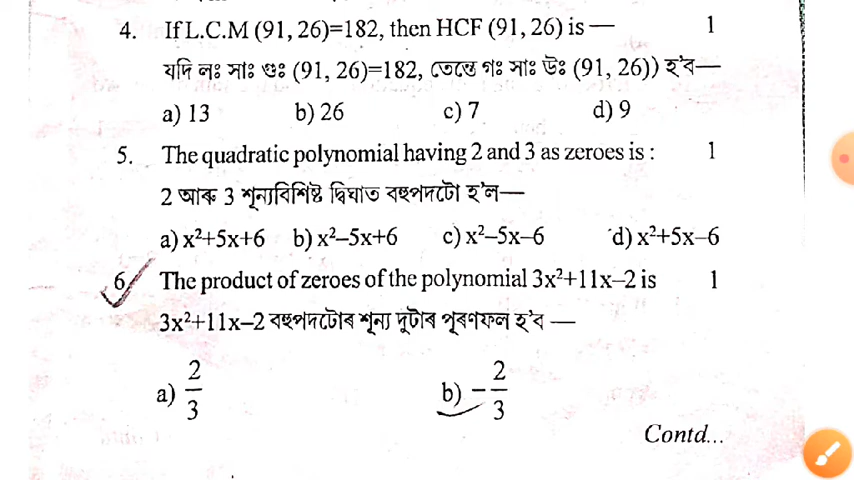 4. If L.C.M (91, 26)=182, then HCF (91, 26) is — 1
যদি লঃ সাঃ গুঃ (91, 26)=182, তেন্তে গঃ সাঃ উঃ (91, 26)) হ'ব—
a) 13 b) 26 c) 7 d) 9
5. The quadratic polynomial having 2 and 3 as zeroes is : 1
2 আৰু 3 শূন্যবিশিষ্ট দ্বিঘাত বহুপদটো হ'ল—
a) x²+5x+6 b) x²–5x+6 c) x²–5x–6 d) x²+5x–6
6. The product of zeroes of the polynomial 3x²+11x–2 is 1
3x²+11x–2 বহুপদটোৰ শূন্য দুটাৰ পূৰণফল হ'ব —
a) 2/3 b) –2/3
Contd...